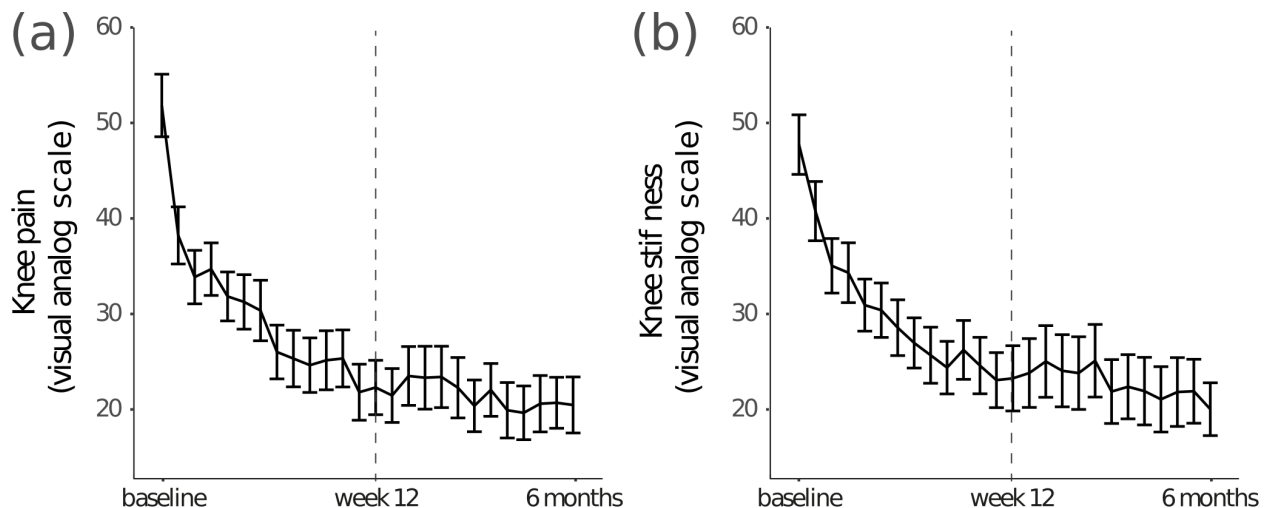 (a)
60
50
40
30
20
Knee pain
(visual analog scale)
baseline
week 12
6 months
(b)
60
50
40
30
20
Knee stif ness
(visual analog scale)
baseline
week 12
6 months